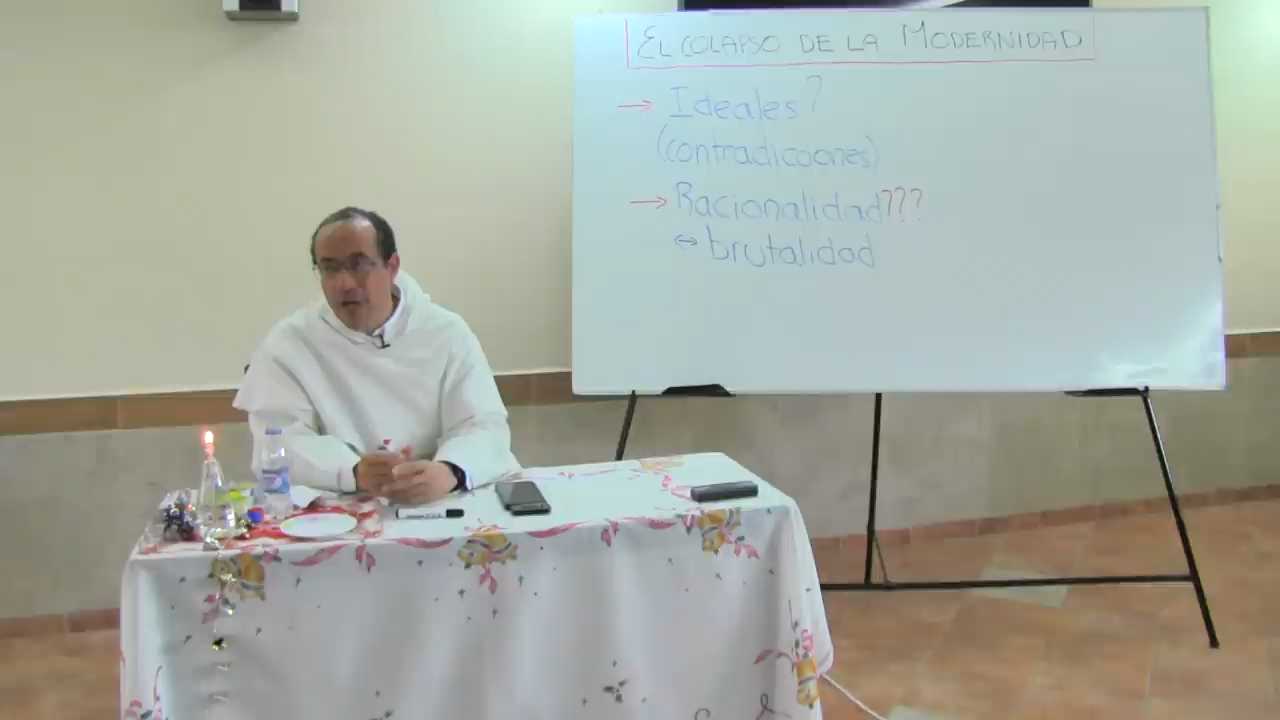 EL COLAPSO DE LA MODERNIDAD
→ Ideales?
(contradicciones)
→ Racionalidad???
↔ brutalidad